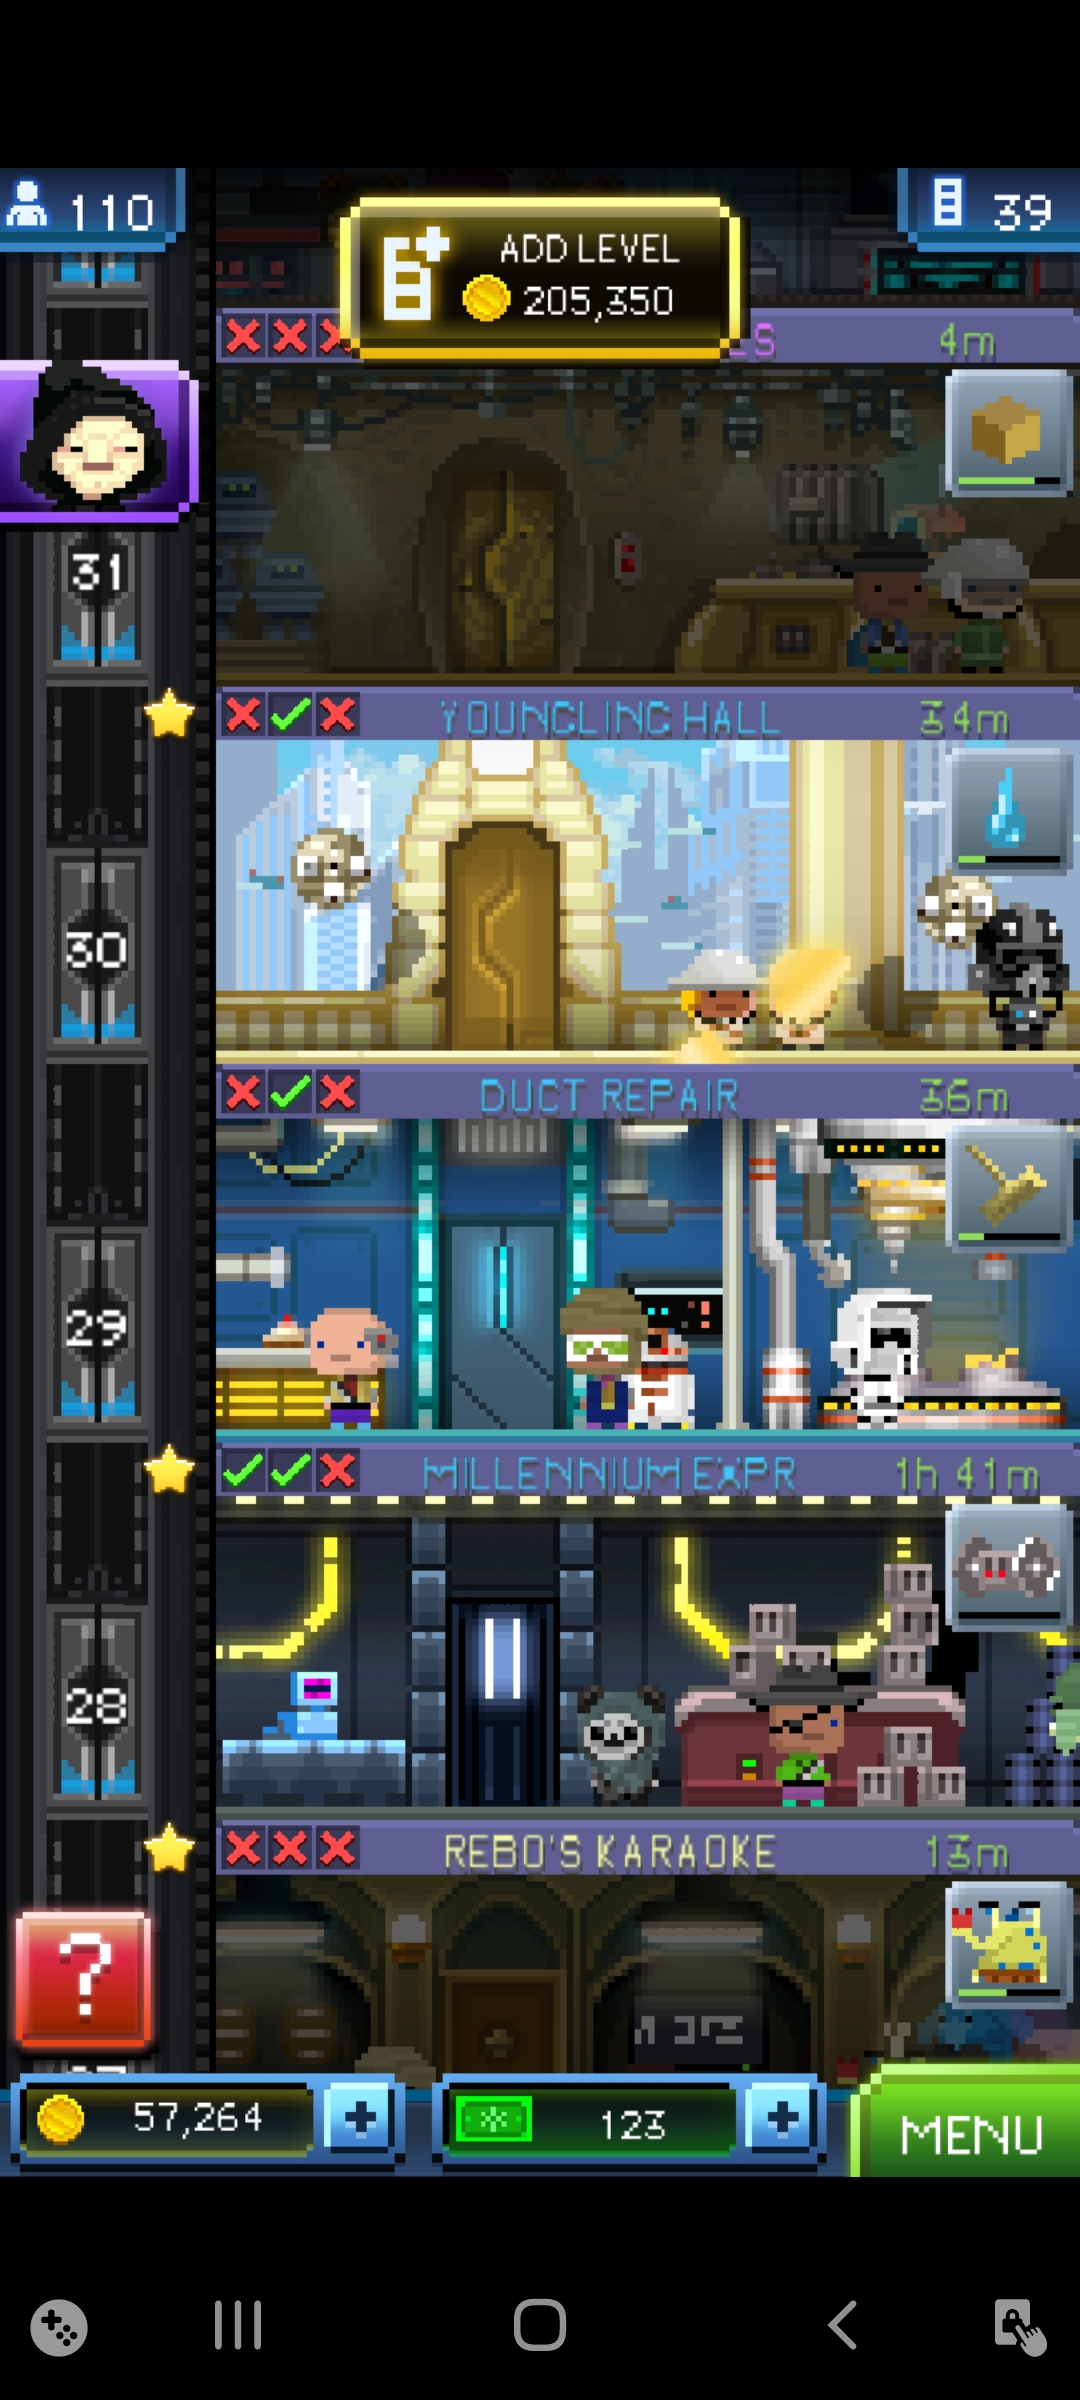 110
ADD LEVEL
205,350
39
4m
31
YOUNGLING HALL
34m
30
DUCT REPAIR
36m
29
MILLENNIUM EXPR
1h 41m
28
REBO'S KARAOKE
13m
?
57,264
+
123
+
MENU